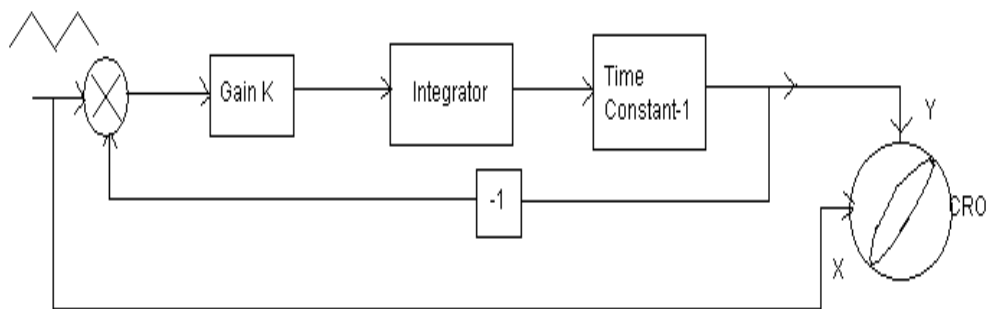 Gain K
Integrator
Time
Constant-1
Y
-1
CRO
X